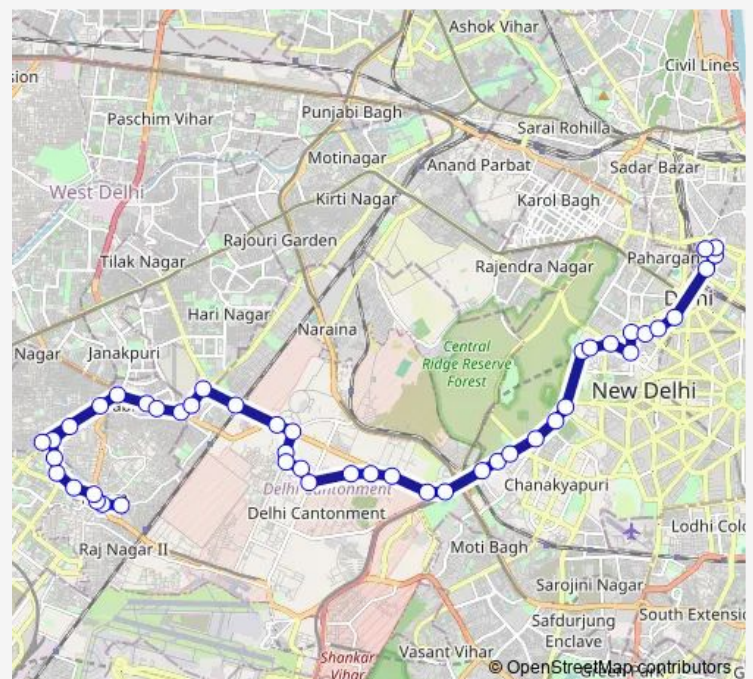 Ashok Vihar
Civil Lines
sion
Punjabi Bagh
Paschim Vihar
Sarai Rohilla
Motinagar
Anand Parbat
Sadar Bazar
West Delhi
Kirti Nagar
Karol Bagh
Rajouri Garden
Tilak Nagar
Rajendra Nagar
Pahargan
Hari Nagar
Naraina
Central
Ridge Reserve
Forest
Nagar
Janakpuri
New Delhi
Delhi Cantonment
Chanakyapuri
Delhi Cantonment
Lodhi Colo
Raj Nagar II
Moti Bagh
Sarojini Nagar
South Extensio
Safdurjung
Enclave
Vasant Vihar
Shankar
Vihar
© OpenStreetMap contributors